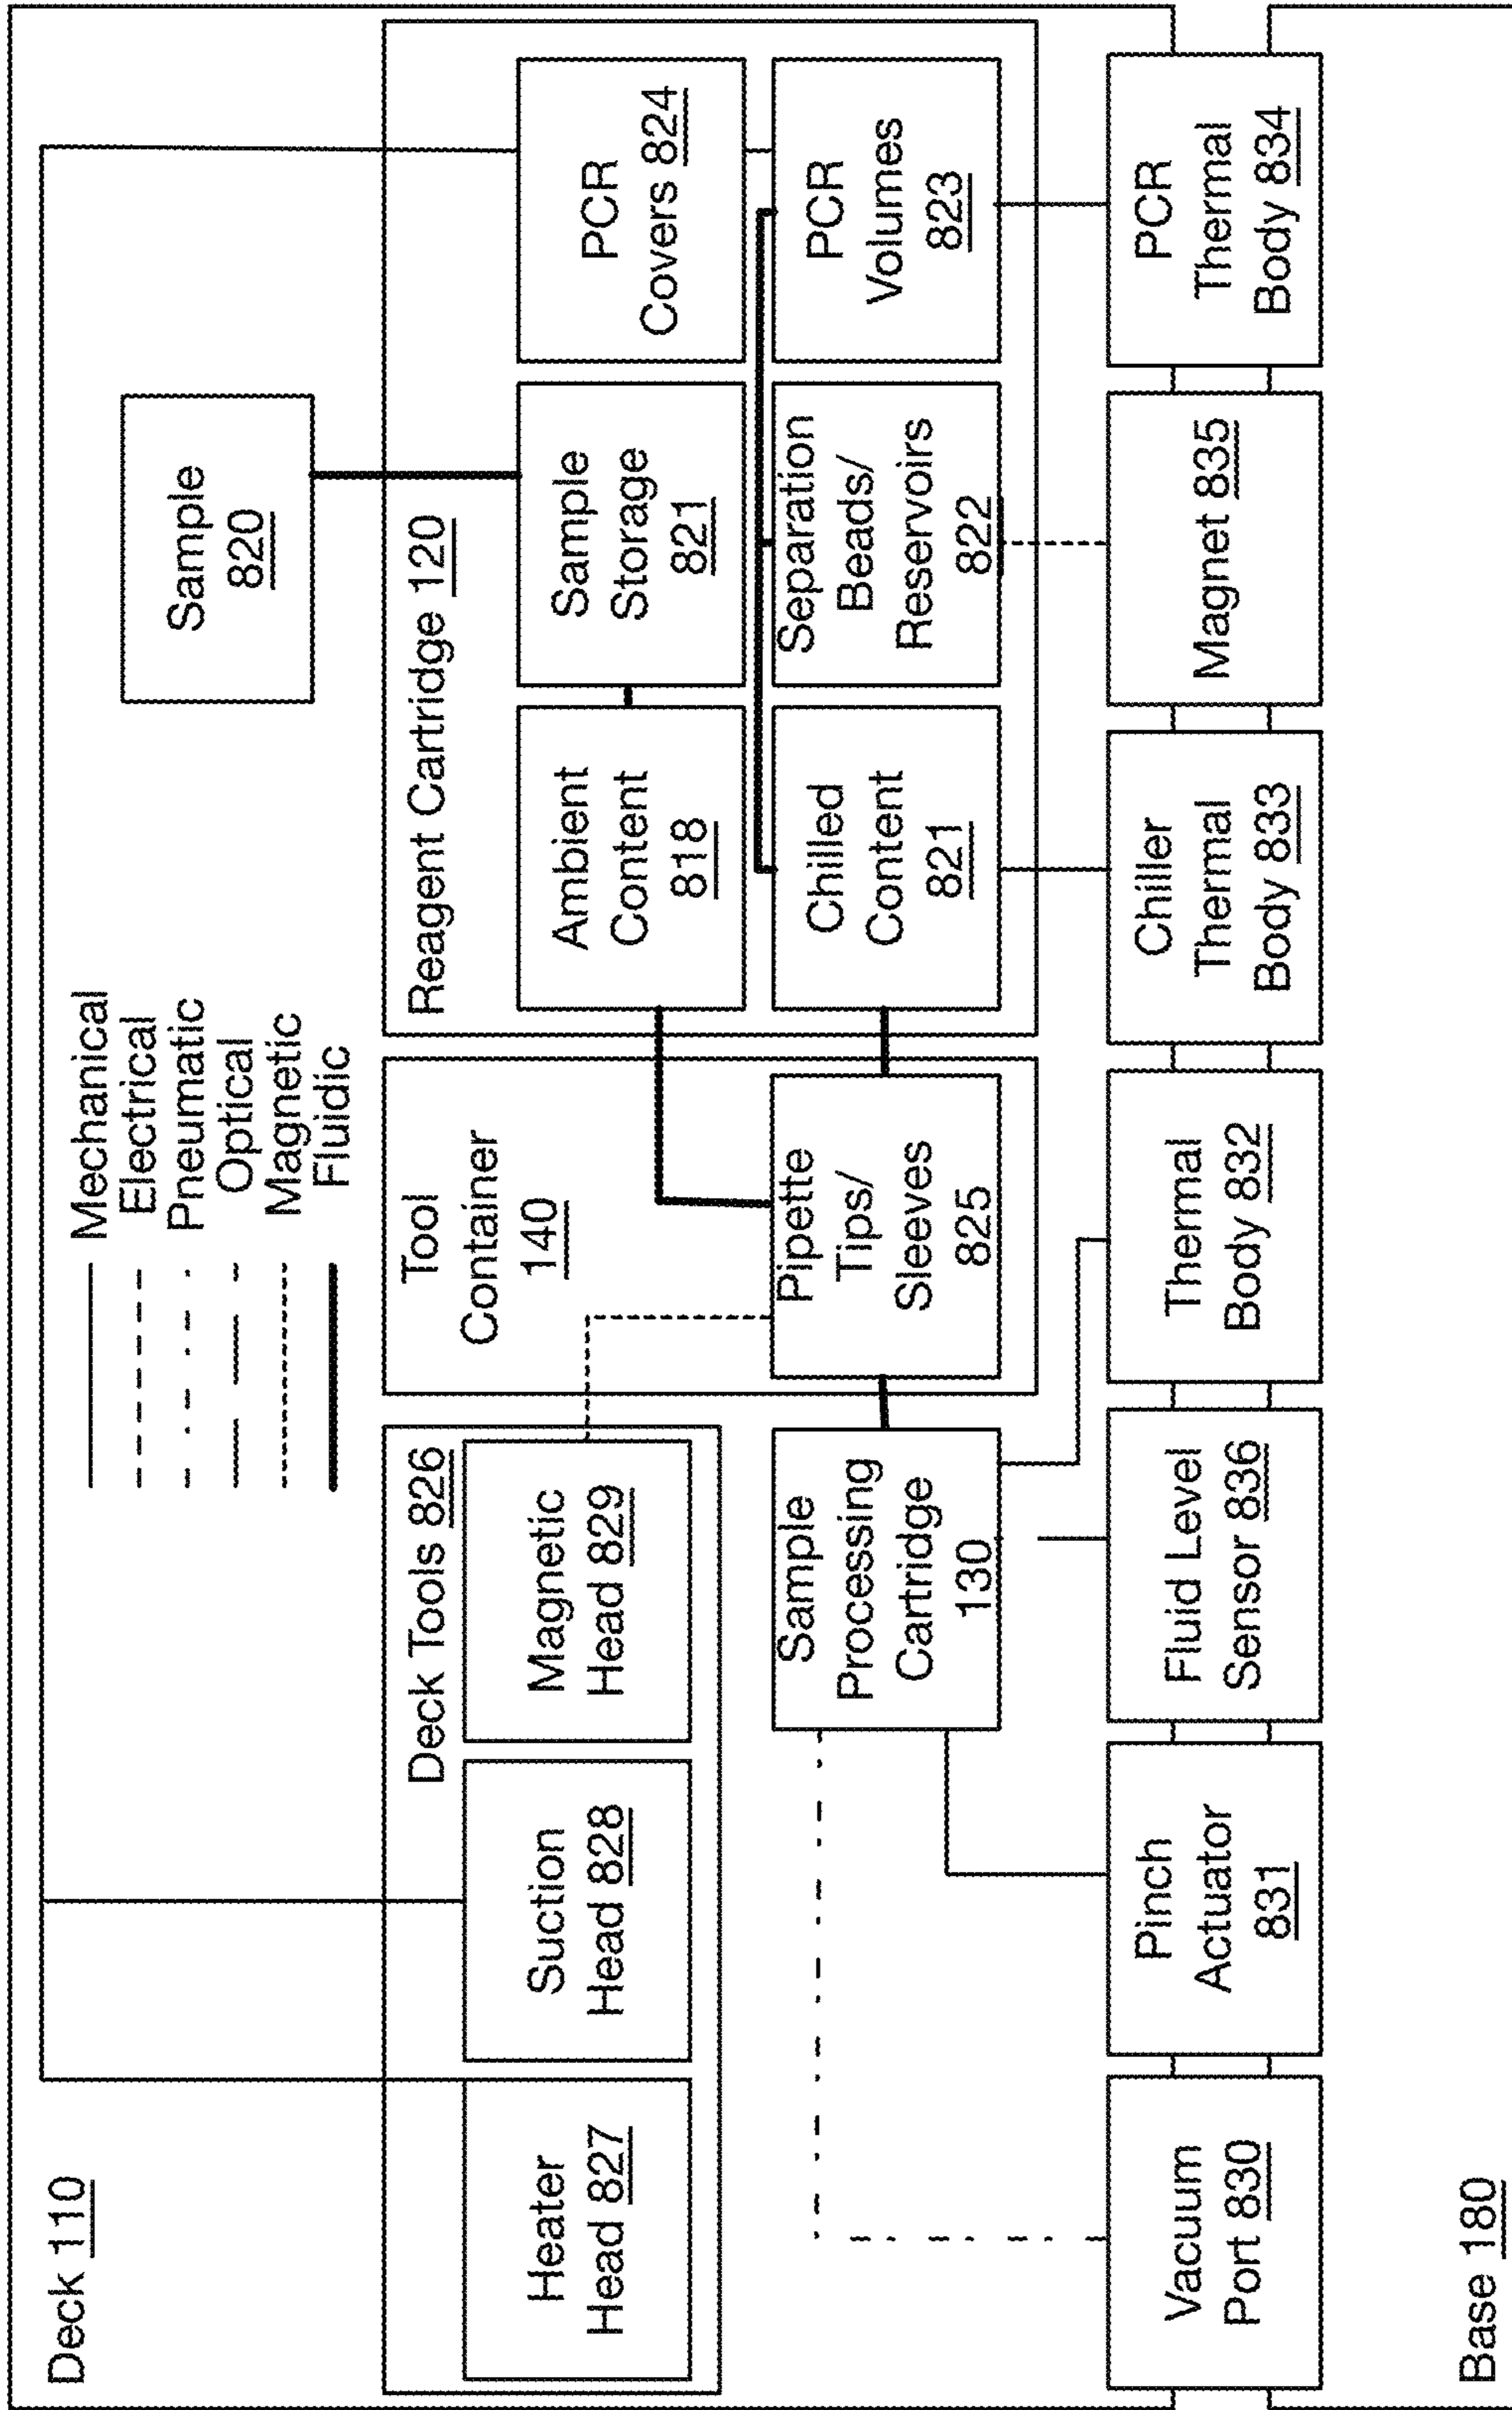 Deck 110
Mechanical
Electrical
Pneumatic
Optical
Magnetic
Fluidic
Sample
820
Deck Tools 826
Heater
Head 827
Suction
Head 828
Magnetic
Head 829
Tool
Container
140
Pipette
Tips/
Sleeves
825
Reagent Cartridge 120
Ambient
Content
818
Sample
Storage
821
PCR
Covers 824
Chilled
Content
821
Separation
Beads/
Reservoirs
822
PCR
Volumes
823
Sample
Processing
Cartridge
130
Vacuum
Port 830
Pinch
Actuator
831
Fluid Level
Sensor 836
Thermal
Body 832
Chiller
Thermal
Body 833
Magnet 835
PCR
Thermal
Body 834
Base 180